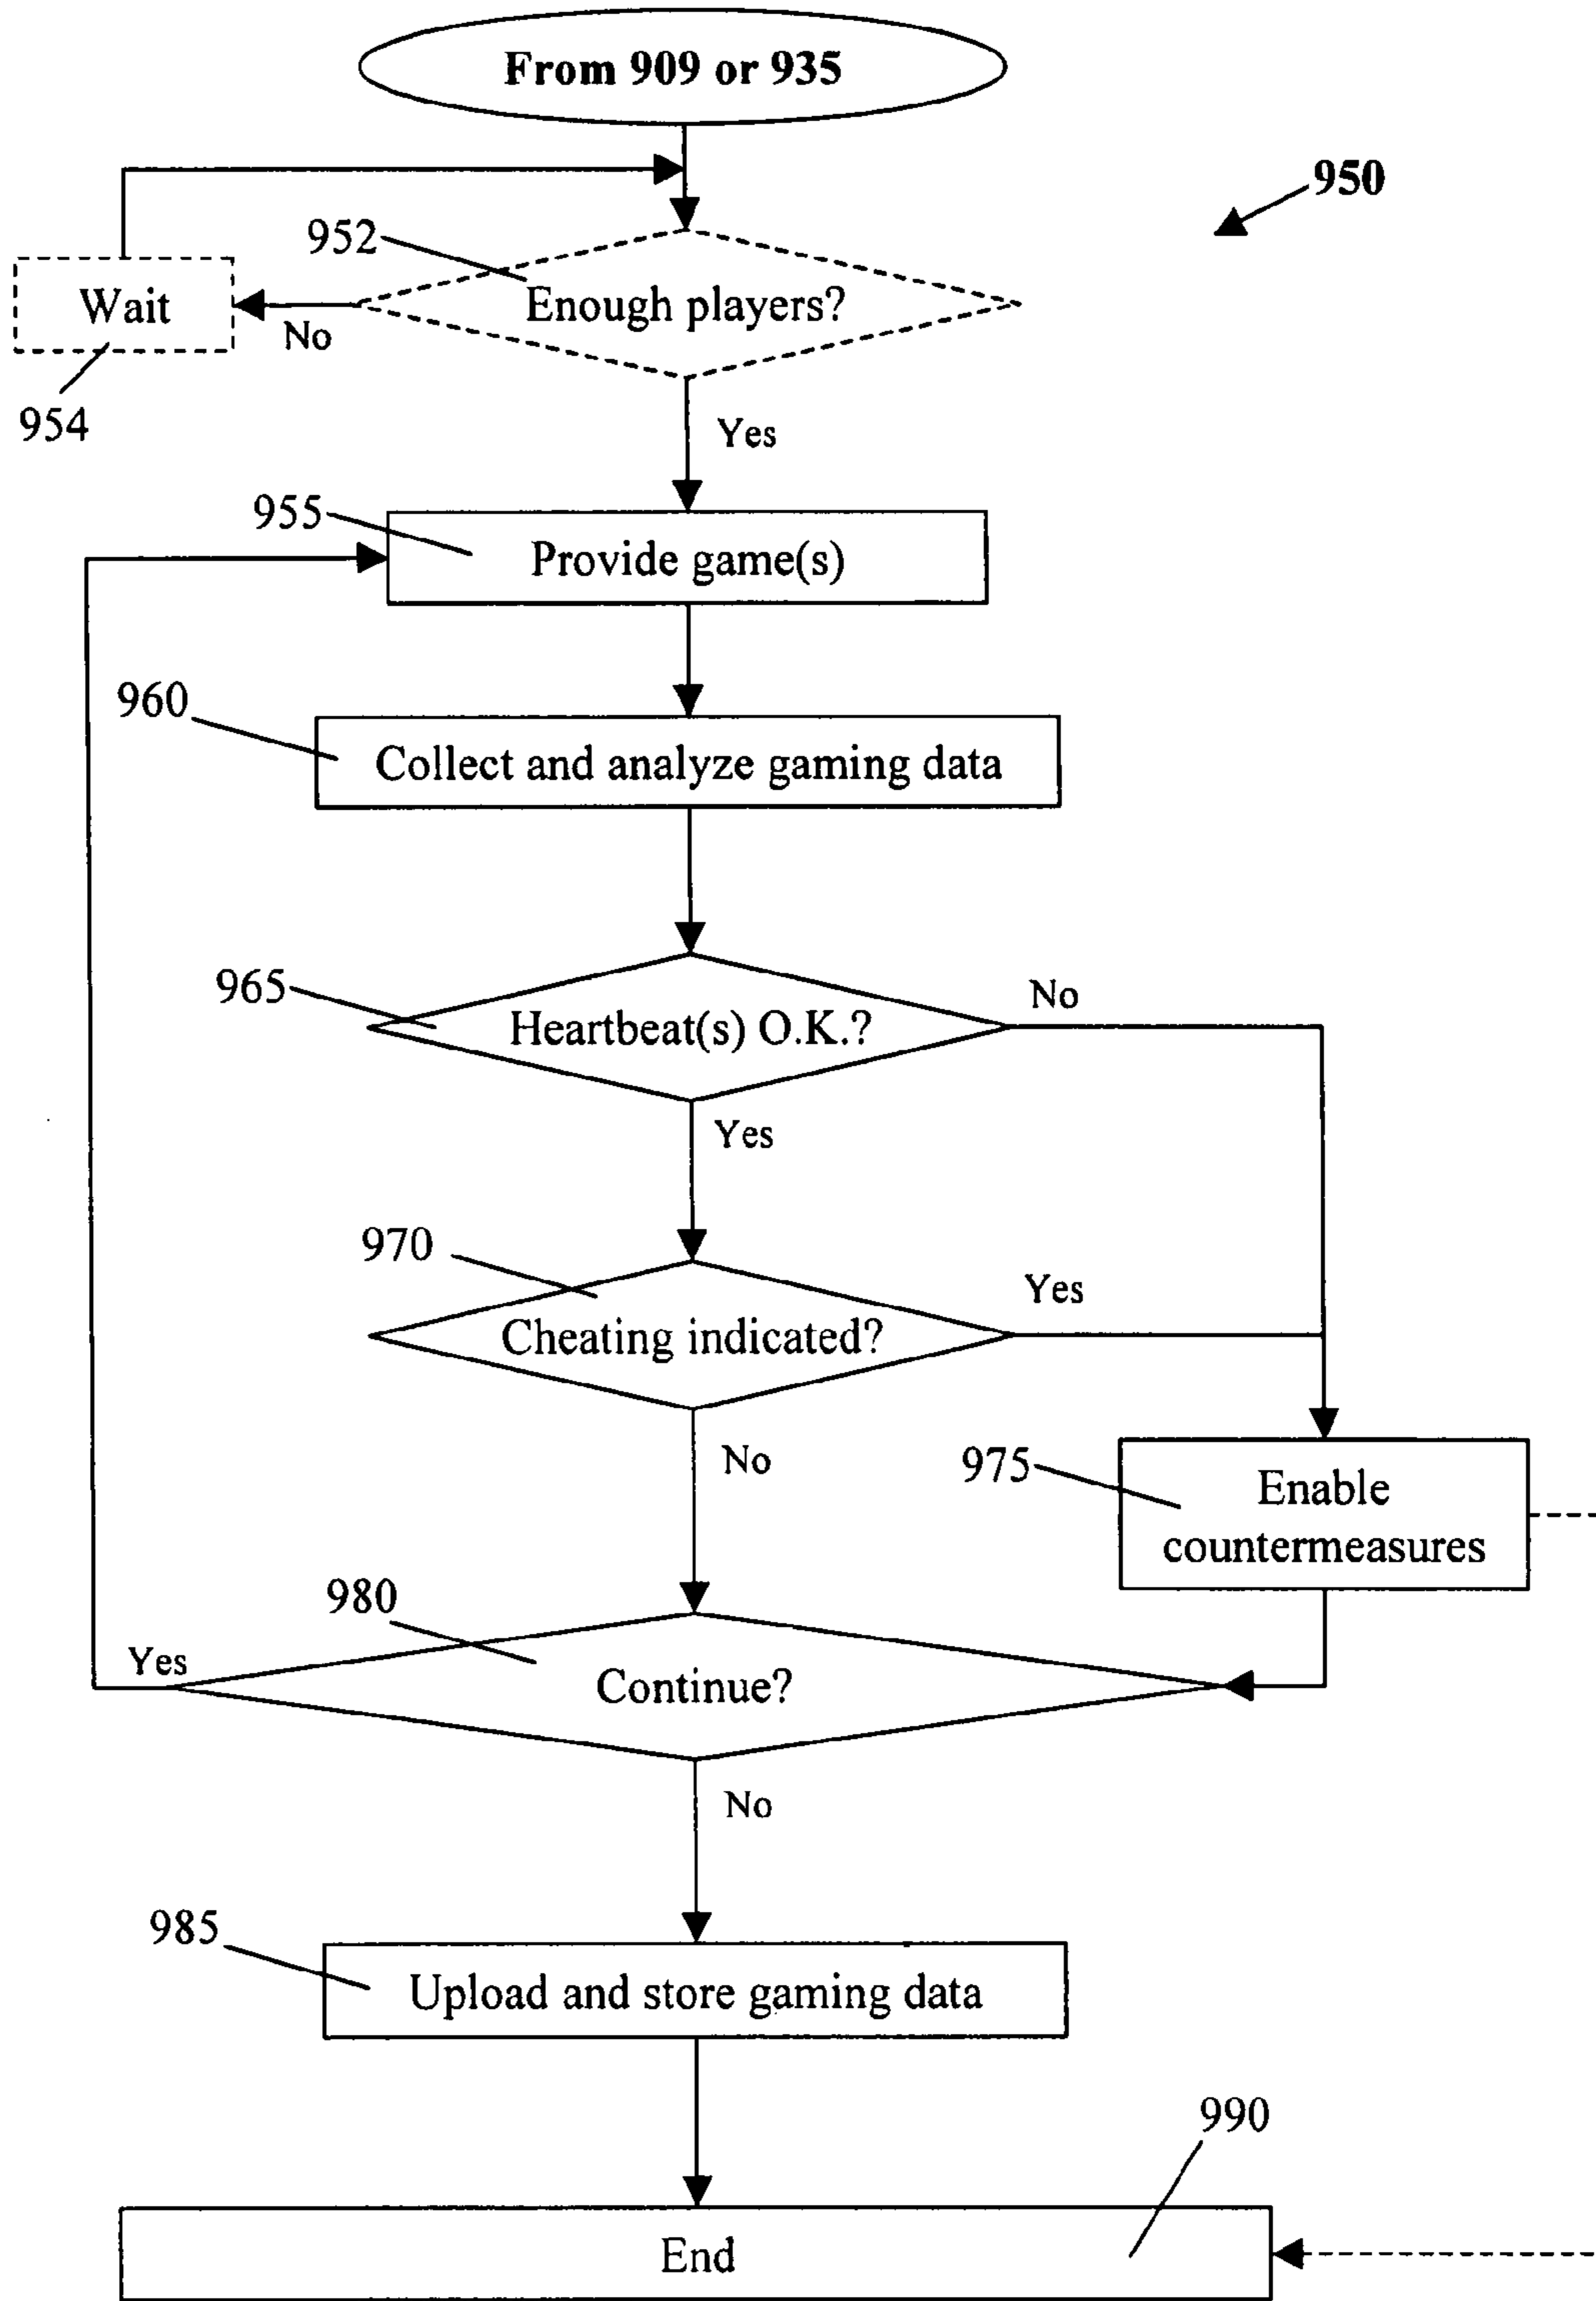 From 909 or 935
950
952
Enough players?
Wait
No
954
Yes
955
Provide game(s)
960
Collect and analyze gaming data
965
No
Heartbeat(s) O.K.?
Yes
970
Yes
Cheating indicated?
No
975
Enable
countermeasures
980
Yes
Continue?
No
985
Upload and store gaming data
990
End